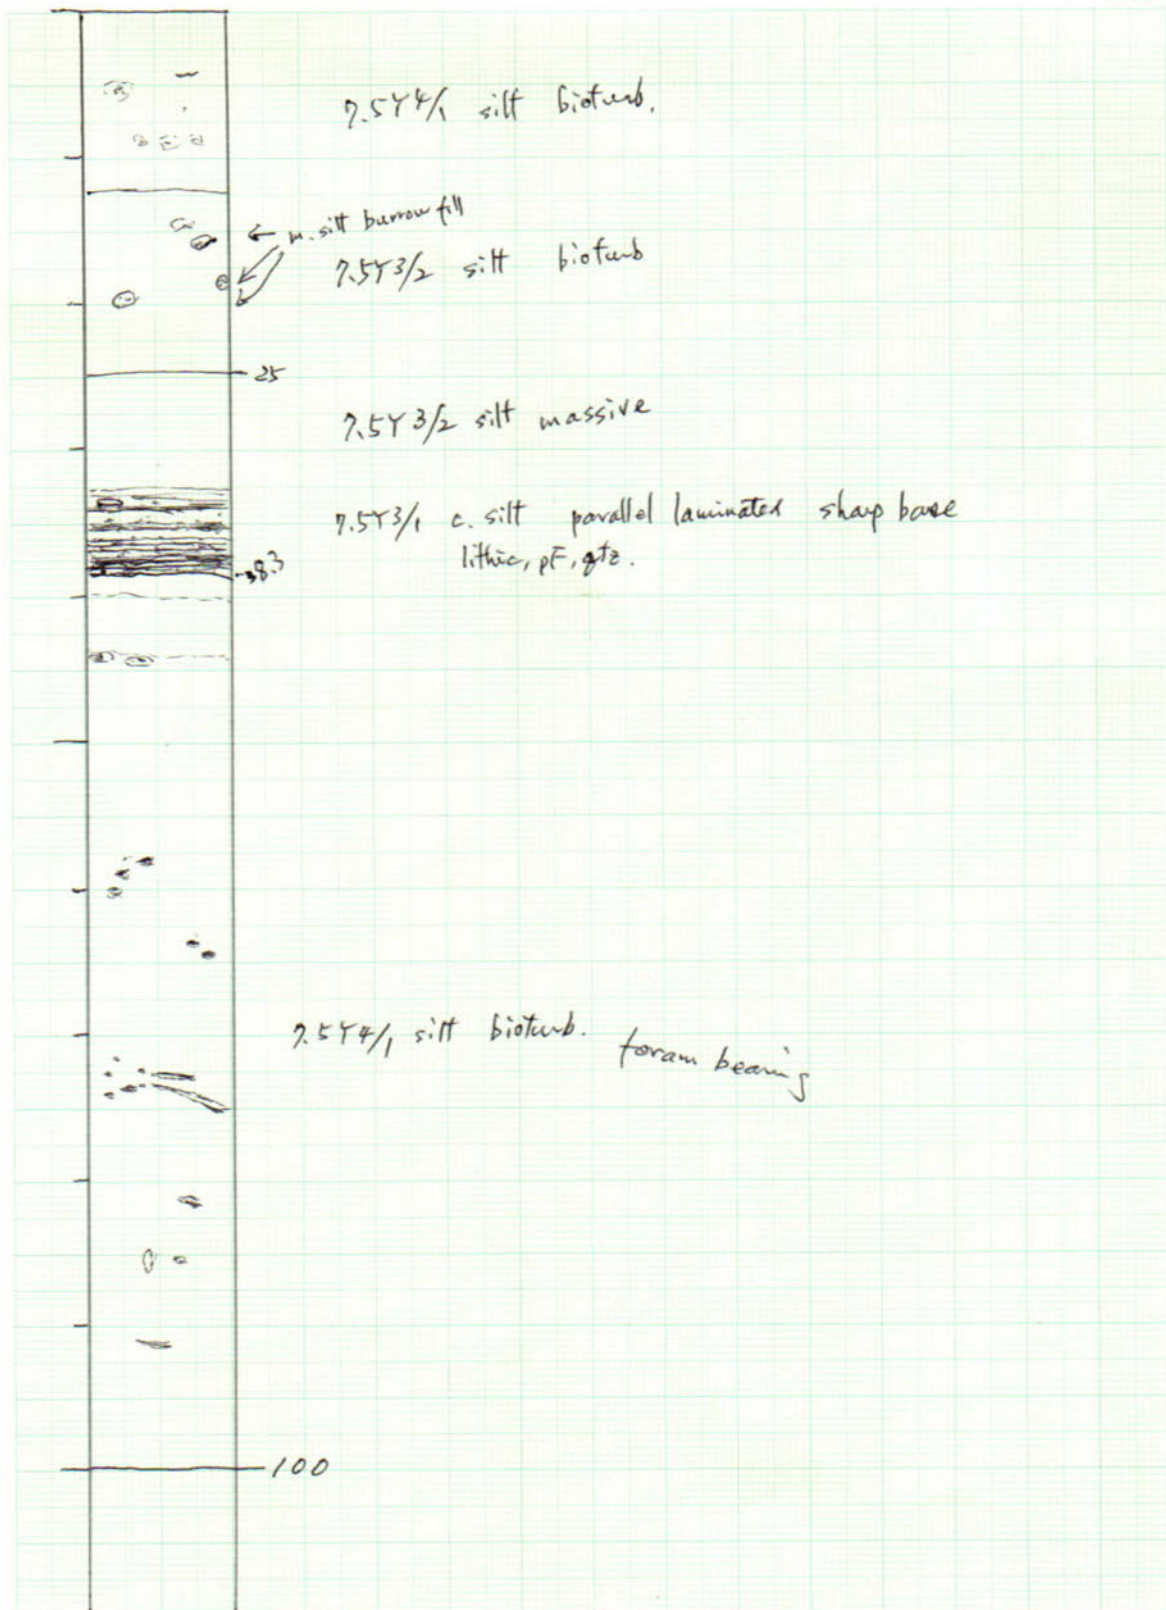 7.5Y4/1 silt bioturb.
m. silt burrow fill
7.5Y3/2 silt bioturb
25
7.5Y3/2 silt massive
7.5Y3/1 c. silt parallel laminated sharp base
lithic, pF, qtz.
38.3
7.5Y4/1 silt bioturb. foram bearing
100